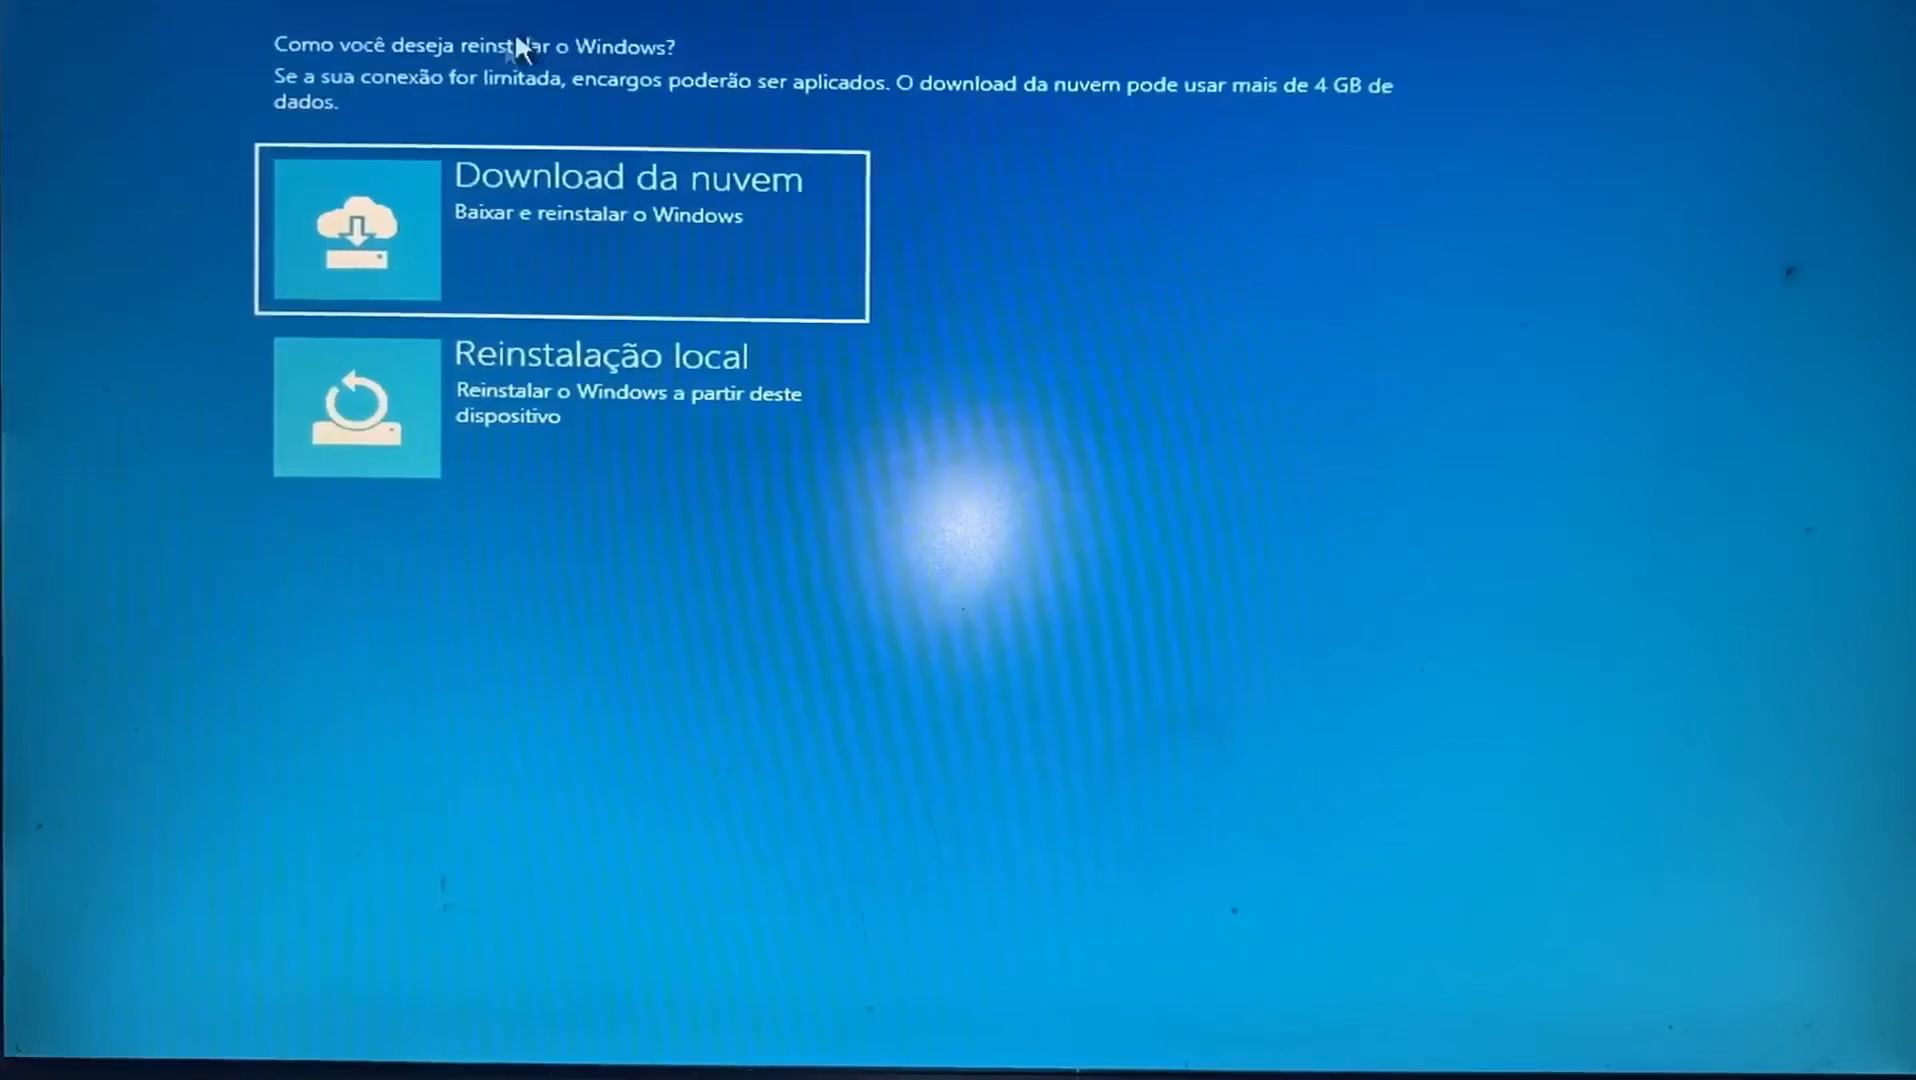 Como você deseja reinstalar o Windows?
Se a sua conexão for limitada, encargos poderão ser aplicados. O download da nuvem pode usar mais de 4 GB de
dados.
Download da nuvem
Baixar e reinstalar o Windows
Reinstalação local
Reinstalar o Windows a partir deste
dispositivo